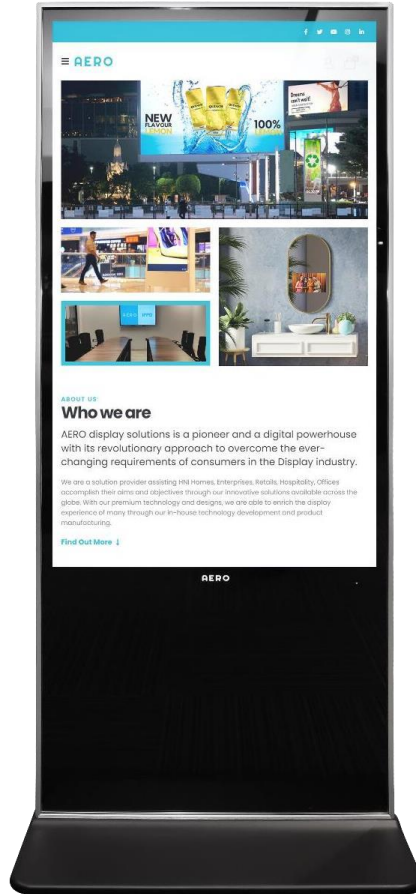 AERO
NEW
FLAVOUR
LEMON
100%
Dreams
can't wait!
AERO
ABOUT US
Who we are
AERO display solutions is a pioneer and a digital powerhouse
with its revolutionary approach to overcome the ever-
changing requirements of consumers in the Display industry.
We are a solution provider assisting HNI Homes, Enterprises, Retails, Hospitality, Offices
accomplish their aims and objectives through our innovative solutions available across the
globe. With our premium technology and designs, we are able to enrich the display
experience of many through our in-house technology development and product
manufacturing.
Find Out More ↓
AERO